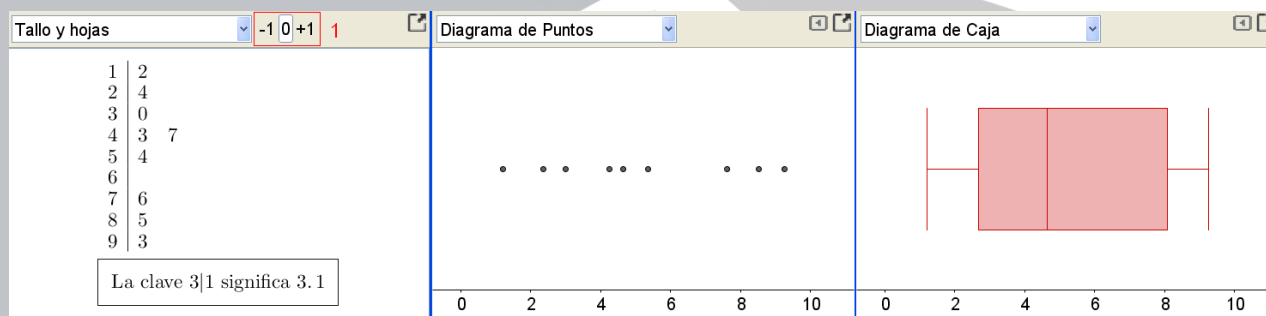 Tallo y hojas -1 0 +1 1
1 2
2 4
3 0
4 3 7
5 4
6
7 6
8 5
9 3
La clave 3|1 significa 3.1
Diagrama de Puntos
0 2 4 6 8 10
Diagrama de Caja
0 2 4 6 8 10